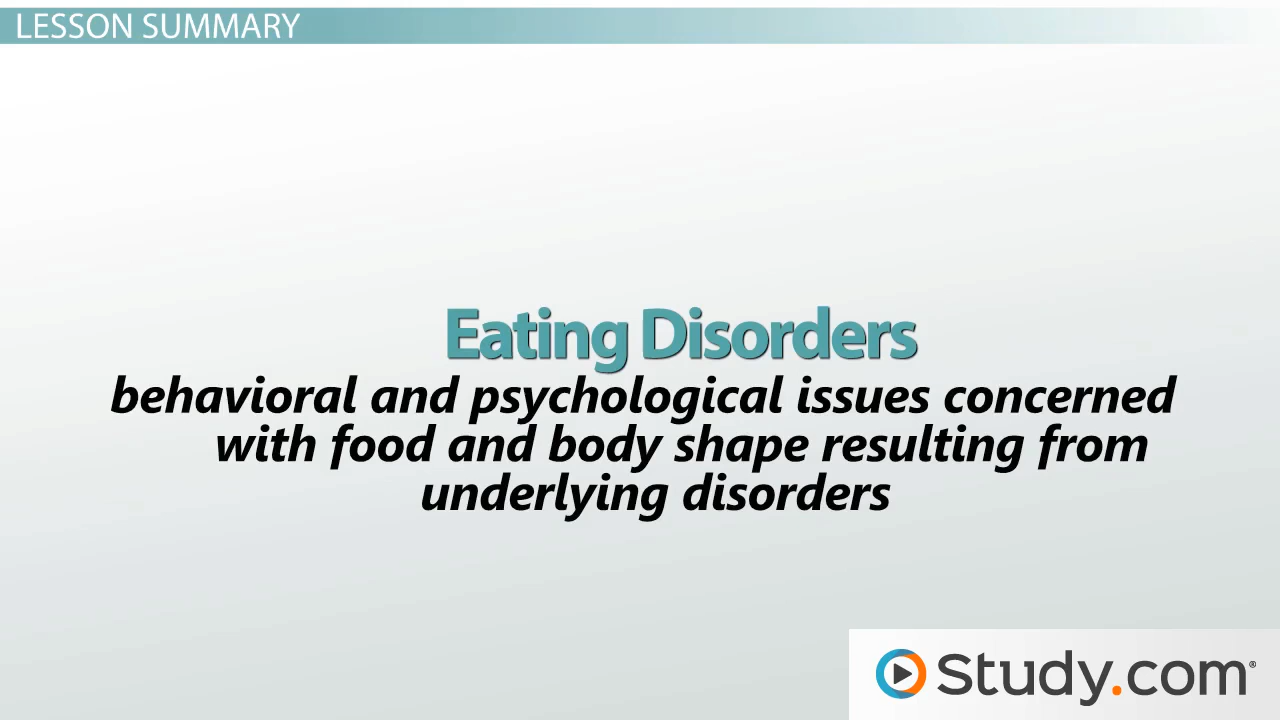 LESSON SUMMARY
Eating Disorders
behavioral and psychological issues concerned
with food and body shape resulting from
underlying disorders
Study.com®